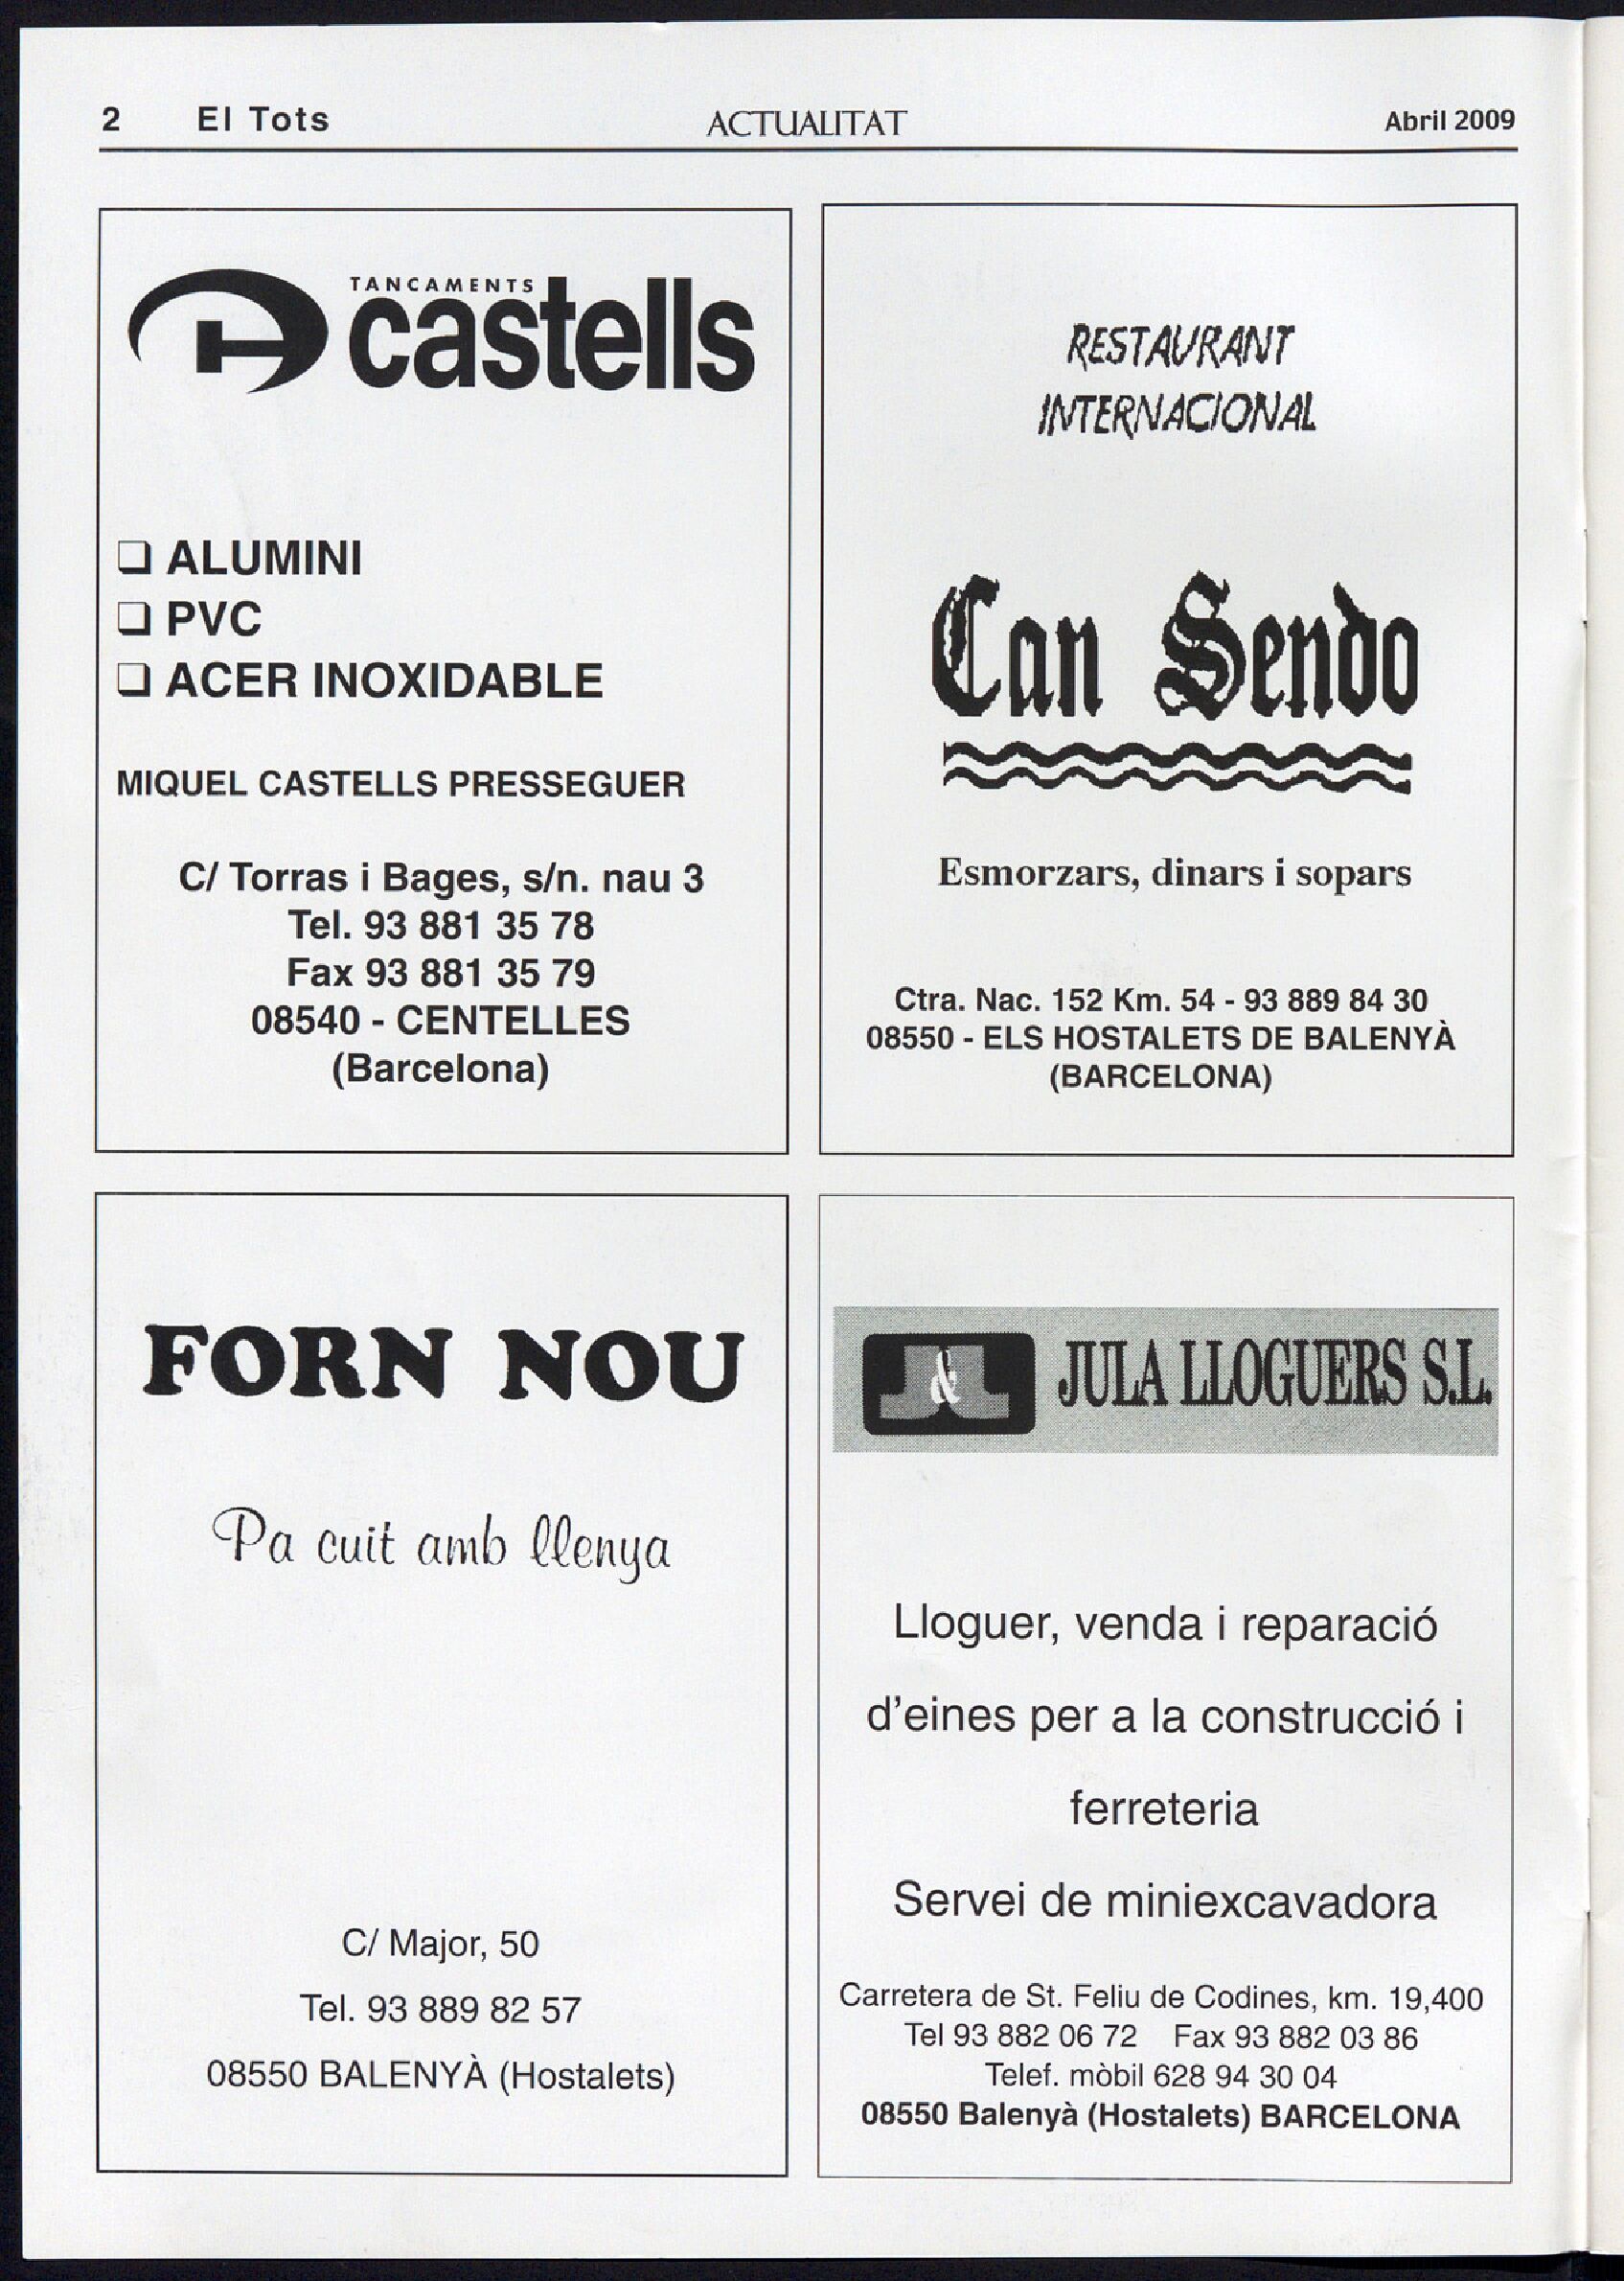 2 El Tots ACTUALITAT Abril 2009
TANCAMENTS
castells
❑ ALUMINI
❑ PVC
❑ ACER INOXIDABLE
MIQUEL CASTELLS PRESSEGUER
C/ Torras i Bages, s/n. nau 3
Tel. 93 881 35 78
Fax 93 881 35 79
08540 - CENTELLES
(Barcelona)
RESTAURANT
INTERNACIONAL
Can Sendo
Esmorzars, dinars i sopars
Ctra. Nac. 152 Km. 54 - 93 889 84 30
08550 - ELS HOSTALETS DE BALENYÀ
(BARCELONA)
FORN NOU
Pa cuit amb llenya
C/ Major, 50
Tel. 93 889 82 57
08550 BALENYÀ (Hostalets)
J&L JULA LLOGUERS S.L.
Lloguer, venda i reparació
d'eines per a la construcció i
ferreteria
Servei de miniexcavadora
Carretera de St. Feliu de Codines, km. 19,400
Tel 93 882 06 72 Fax 93 882 03 86
Telef. mòbil 628 94 30 04
08550 Balenyà (Hostalets) BARCELONA